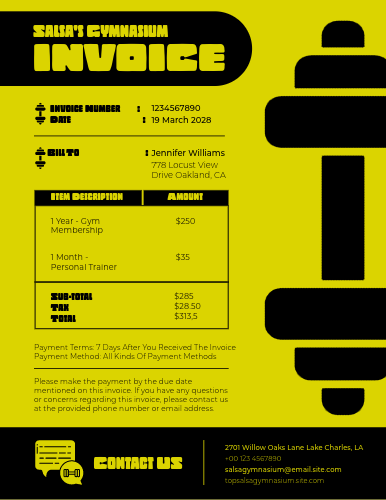 Salsa's Gymnasium
INVOICE
Invoice Number : 1234567890
Date : 19 March 2028
Bill To : Jennifer Williams
778 Locust View
Drive Oakland, CA
Item Description Amount
1 Year - Gym Membership $250
1 Month - Personal Trainer $35
Sub-Total $285
Tax $28.50
Total $313,5
Payment Terms: 7 Days After You Received The Invoice
Payment Method: All Kinds Of Payment Methods
Please make the payment by the due date
mentioned on this invoice. If you have any questions
or concerns regarding this invoice, please contact us
at the provided phone number or email address.
Contact Us
2701 Willow Oaks Lane Lake Charles, LA
+00 123 4567890
salsagymnasium@email.site.com
topsalsagymnasium.site.com